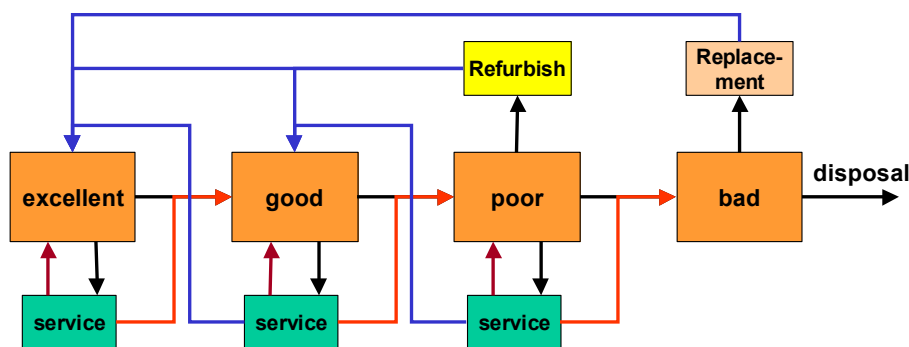 Refurbish
Replace-
ment
excellent
good
poor
bad
disposal
service
service
service